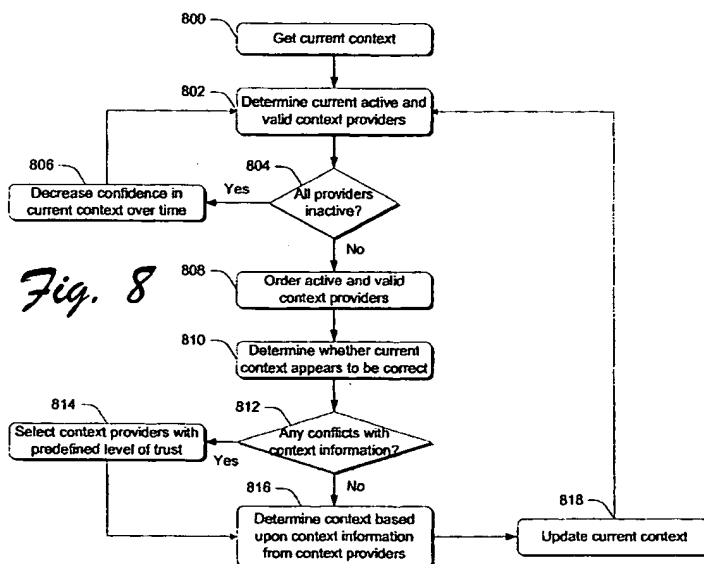 800
Get current context
802
Determine current active and
valid context providers
806
Decrease confidence in
current context over time
Yes
804
All providers
inactive?
No
Fig. 8
808
Order active and valid
context providers
810
Determine whether current
context appears to be correct
814
Select context providers with
predefined level of trust
Yes
812
Any conflicts with
context information?
No
816
Determine context based
upon context information
from context providers
818
Update current context